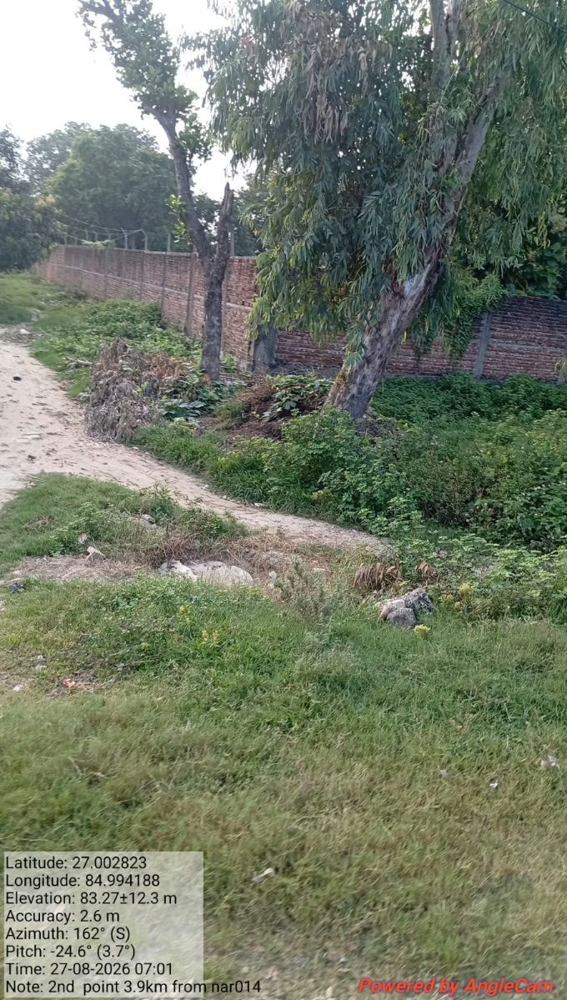 Latitude: 27.002823
Longitude: 84.994188
Elevation: 83.27±12.3 m
Accuracy: 2.6 m
Azimuth: 162° (S)
Pitch: -24.6° (3.7°)
Time: 27-08-2026 07:01
Note: 2nd point 3.9km from nar014
Powered by AngleCam